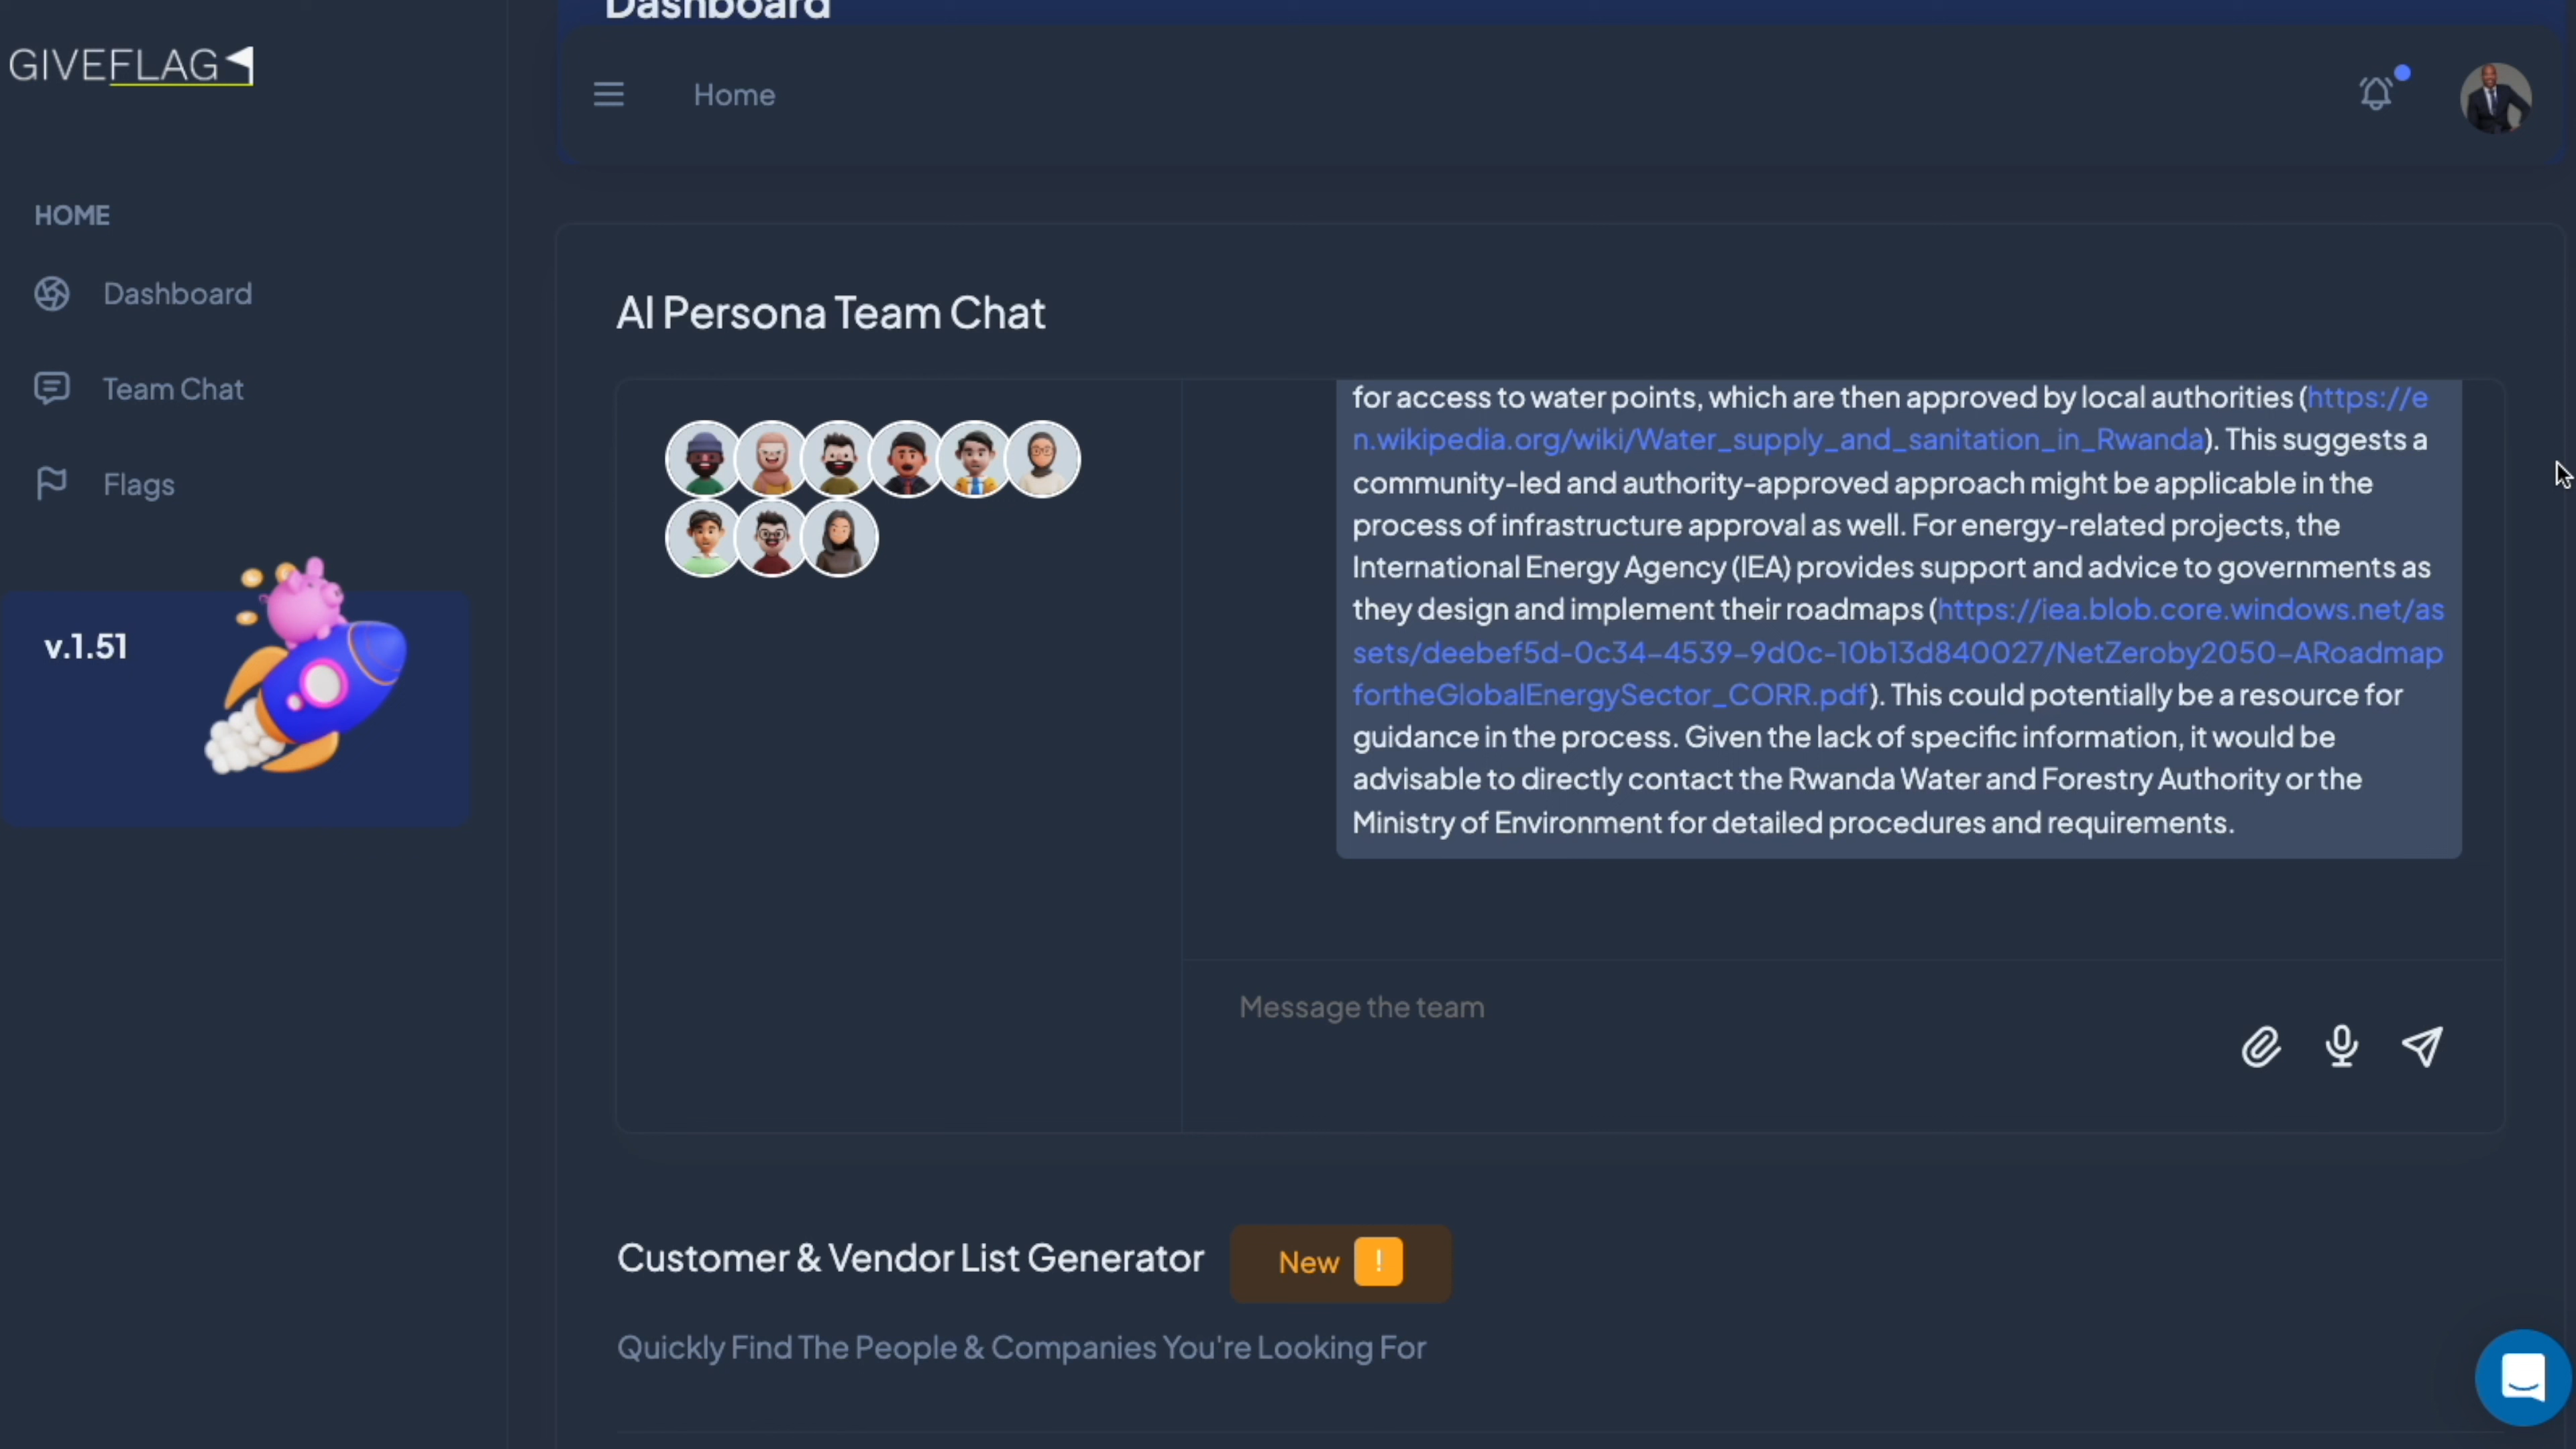 Dashboard
GIVEFLAG
Home
HOME
Dashboard
Team Chat
Flags
v.1.51
AI Persona Team Chat
for access to water points, which are then approved by local authorities (https://e
n.wikipedia.org/wiki/Water_supply_and_sanitation_in_Rwanda). This suggests a
community-led and authority-approved approach might be applicable in the
process of infrastructure approval as well. For energy-related projects, the
International Energy Agency (IEA) provides support and advice to governments as
they design and implement their roadmaps (https://iea.blob.core.windows.net/as
sets/deebef5d-0c34-4539-9d0c-10b13d840027/NetZeroby2050-ARoadmap
fortheGlobalEnergySector_CORR.pdf). This could potentially be a resource for
guidance in the process. Given the lack of specific information, it would be
advisable to directly contact the Rwanda Water and Forestry Authority or the
Ministry of Environment for detailed procedures and requirements.
Message the team
Customer & Vendor List Generator
New !
Quickly Find The People & Companies You're Looking For